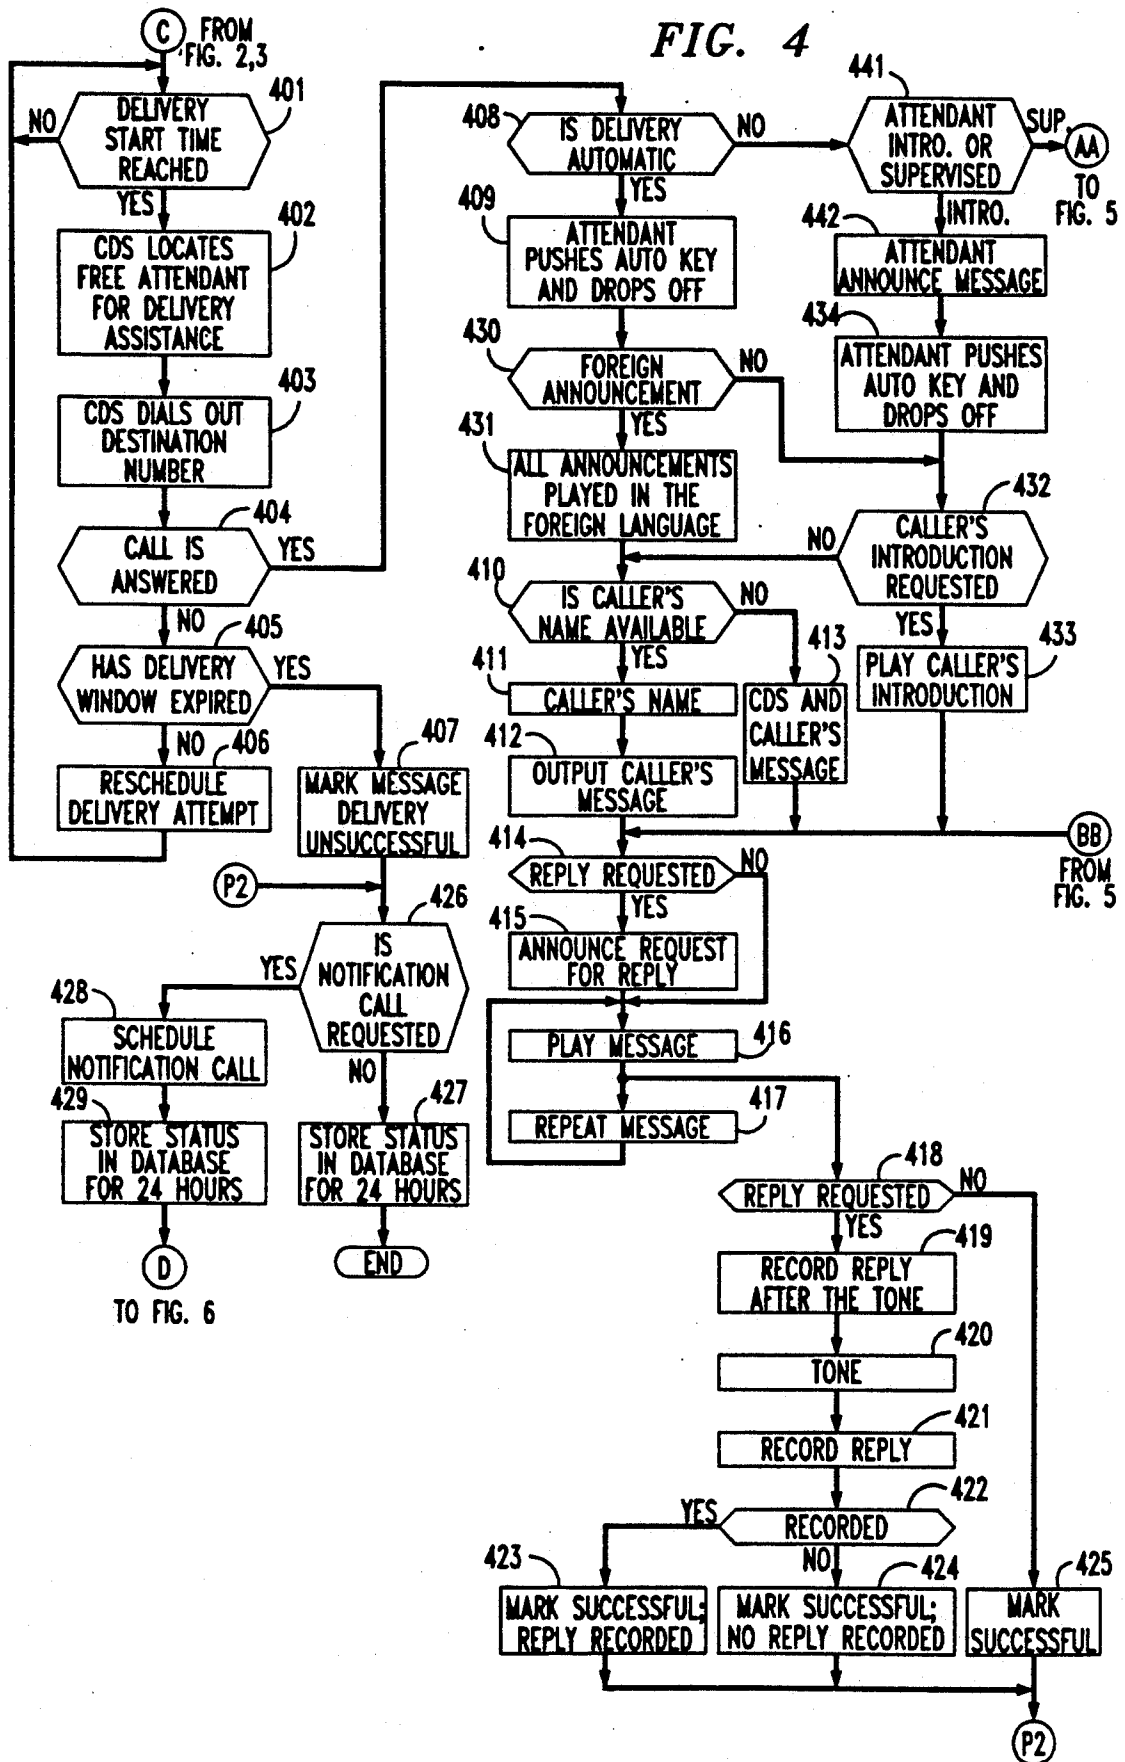 FIG. 4
C
FROM
FIG. 2,3
401
DELIVERY
START TIME
REACHED
NO
YES
402
CDS LOCATES
FREE ATTENDANT
FOR DELIVERY
ASSISTANCE
403
CDS DIALS OUT
DESTINATION
NUMBER
404
CALL IS
ANSWERED
YES
NO
405
HAS DELIVERY
WINDOW EXPIRED
YES
NO
406
RESCHEDULE
DELIVERY ATTEMPT
407
MARK MESSAGE
DELIVERY
UNSUCCESSFUL
P2
426
IS
NOTIFICATION
CALL
REQUESTED
YES
NO
428
SCHEDULE
NOTIFICATION CALL
429
STORE STATUS
IN DATABASE
FOR 24 HOURS
D
TO FIG. 6
427
STORE STATUS
IN DATABASE
FOR 24 HOURS
END
408
IS DELIVERY
AUTOMATIC
NO
YES
409
ATTENDANT
PUSHES AUTO KEY
AND DROPS OFF
430
FOREIGN
ANNOUNCEMENT
NO
YES
431
ALL ANNOUNCEMENTS
PLAYED IN THE
FOREIGN LANGUAGE
410
IS CALLER'S
NAME AVAILABLE
NO
YES
411
CALLER'S NAME
412
OUTPUT CALLER'S
MESSAGE
413
CDS AND
CALLER'S
MESSAGE
441
ATTENDANT
INTRO. OR
SUPERVISED
SUP.
AA
TO
FIG. 5
INTRO.
442
ATTENDANT
ANNOUNCE MESSAGE
434
ATTENDANT PUSHES
AUTO KEY AND
DROPS OFF
432
CALLER'S
INTRODUCTION
REQUESTED
NO
YES
433
PLAY CALLER'S
INTRODUCTION
BB
FROM
FIG. 5
414
REPLY REQUESTED
NO
YES
415
ANNOUNCE REQUEST
FOR REPLY
PLAY MESSAGE
416
REPEAT MESSAGE
417
418
REPLY REQUESTED
NO
YES
419
RECORD REPLY
AFTER THE TONE
420
TONE
421
RECORD REPLY
422
RECORDED
YES
NO
423
MARK SUCCESSFUL;
REPLY RECORDED
424
MARK SUCCESSFUL;
NO REPLY RECORDED
425
MARK
SUCCESSFUL
P2